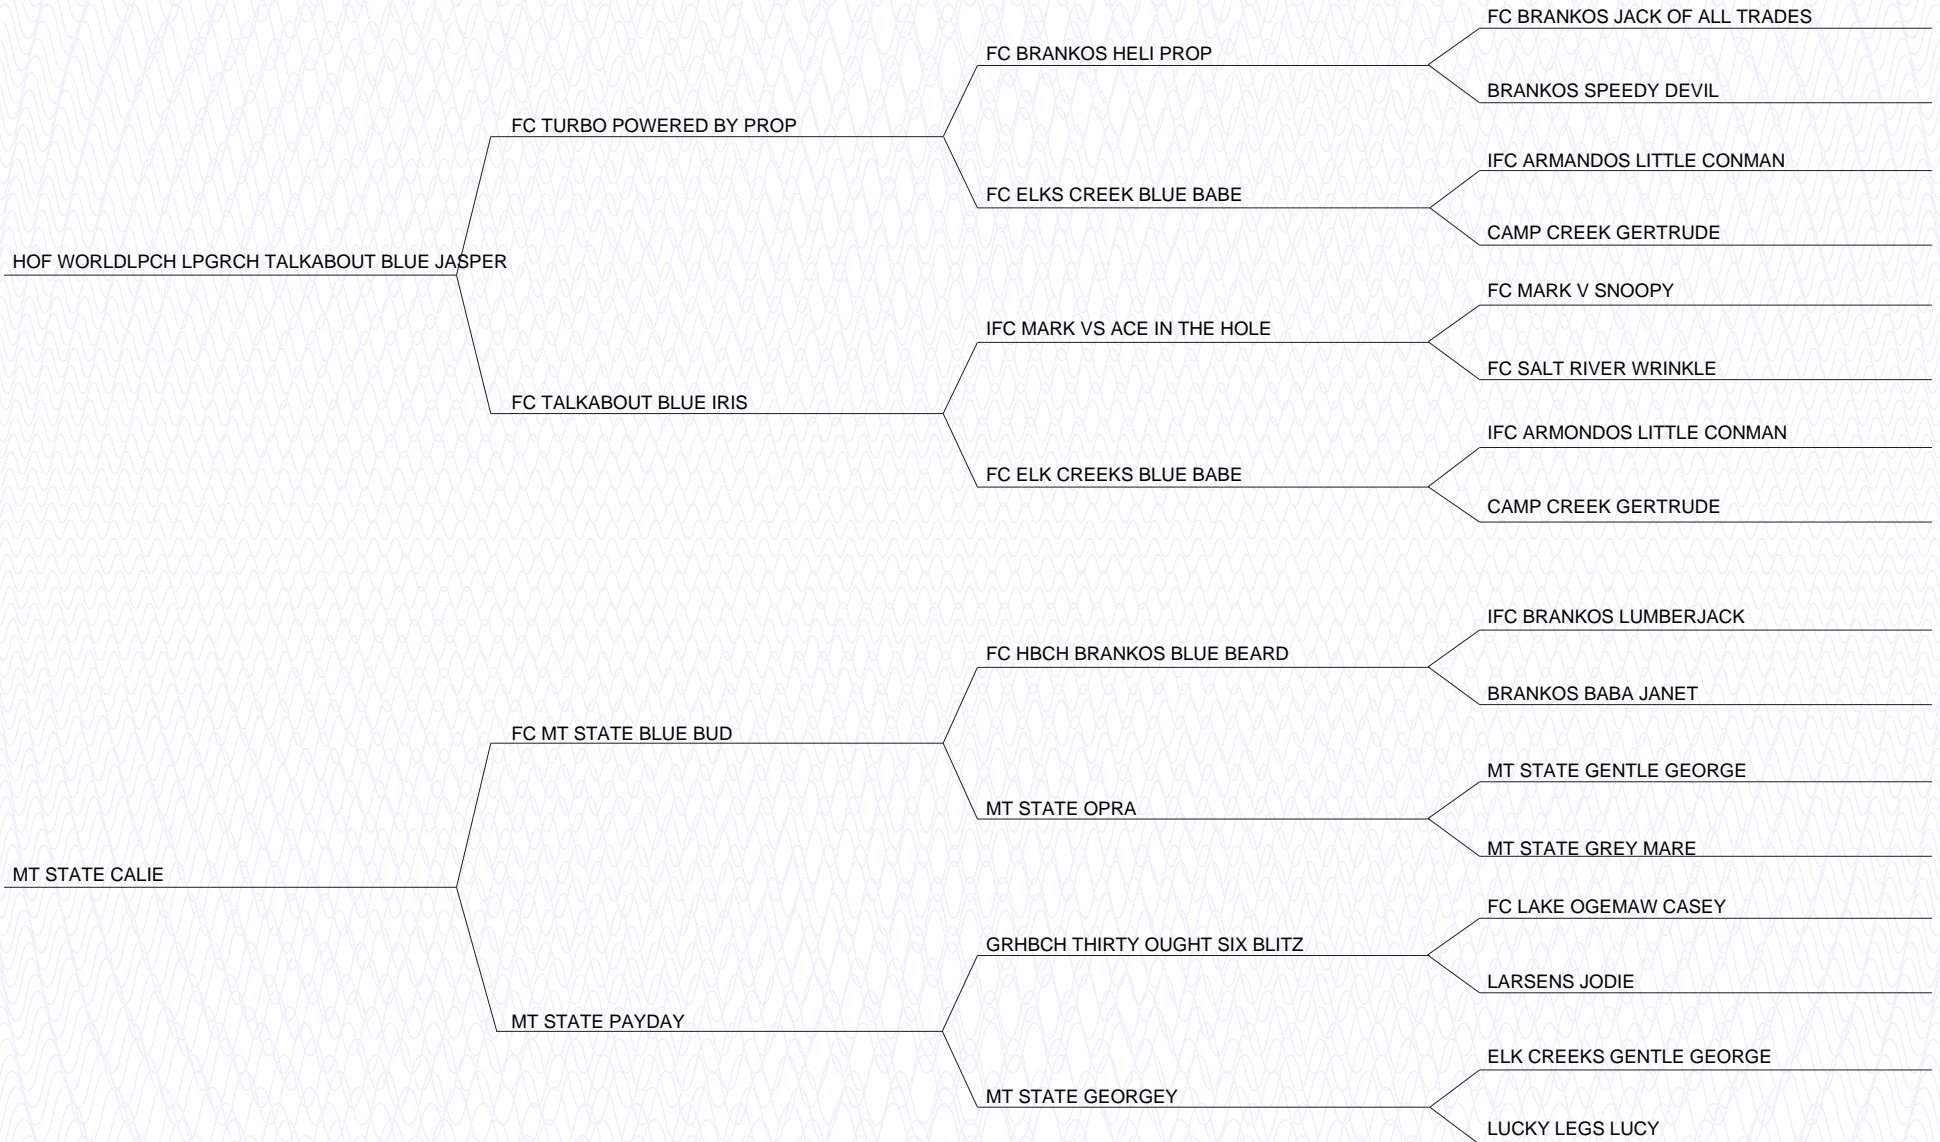 FC BRANKOS JACK OF ALL TRADES
FC BRANKOS HELI PROP
BRANKOS SPEEDY DEVIL
FC TURBO POWERED BY PROP
IFC ARMANDOS LITTLE CONMAN
FC ELKS CREEK BLUE BABE
CAMP CREEK GERTRUDE
HOF WORLDLPCH LPGRCH TALKABOUT BLUE JASPER
FC MARK V SNOOPY
IFC MARK VS ACE IN THE HOLE
FC SALT RIVER WRINKLE
FC TALKABOUT BLUE IRIS
IFC ARMONDOS LITTLE CONMAN
FC ELK CREEKS BLUE BABE
CAMP CREEK GERTRUDE
IFC BRANKOS LUMBERJACK
FC HBCH BRANKOS BLUE BEARD
BRANKOS BABA JANET
FC MT STATE BLUE BUD
MT STATE GENTLE GEORGE
MT STATE OPRA
MT STATE GREY MARE
MT STATE CALIE
FC LAKE OGEMAW CASEY
GRHBCH THIRTY OUGHT SIX BLITZ
LARSENS JODIE
MT STATE PAYDAY
ELK CREEKS GENTLE GEORGE
MT STATE GEORGEY
LUCKY LEGS LUCY